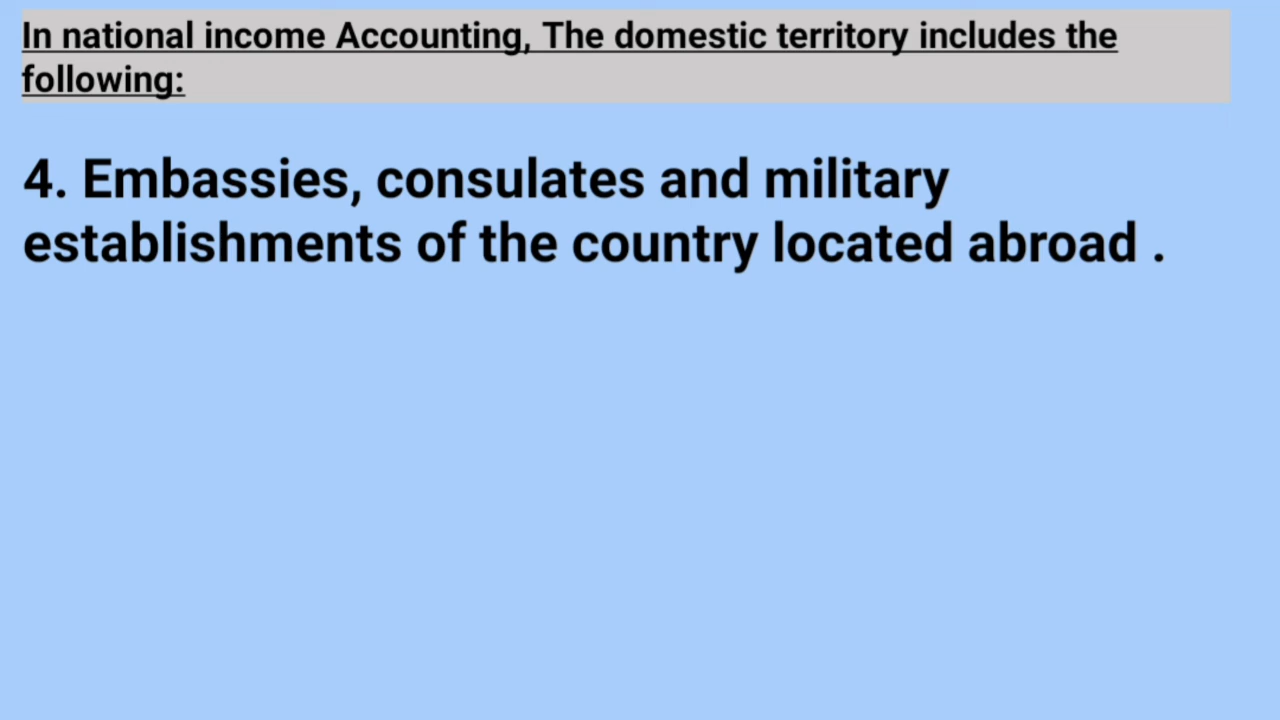 In national income Accounting, The domestic territory includes the
following:
4. Embassies, consulates and military
establishments of the country located abroad .